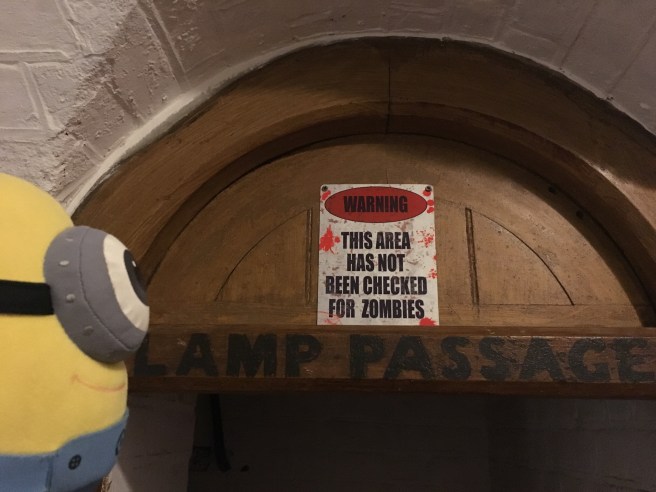 WARNING
THIS AREA
HAS NOT
BEEN CHECKED
FOR ZOMBIES
LAMP PASSAGE